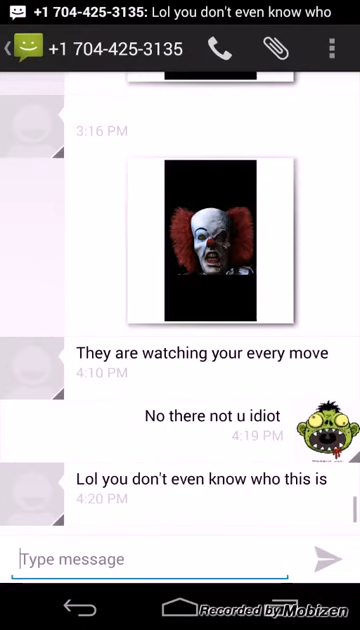 +1 704-425-3135: Lol you don't even know who
+1 704-425-3135
3:16 PM
They are watching your every move
4:10 PM
No there not u idiot
4:19 PM
Lol you don't even know who this is
4:20 PM
Type message
Recorded by Mobizen